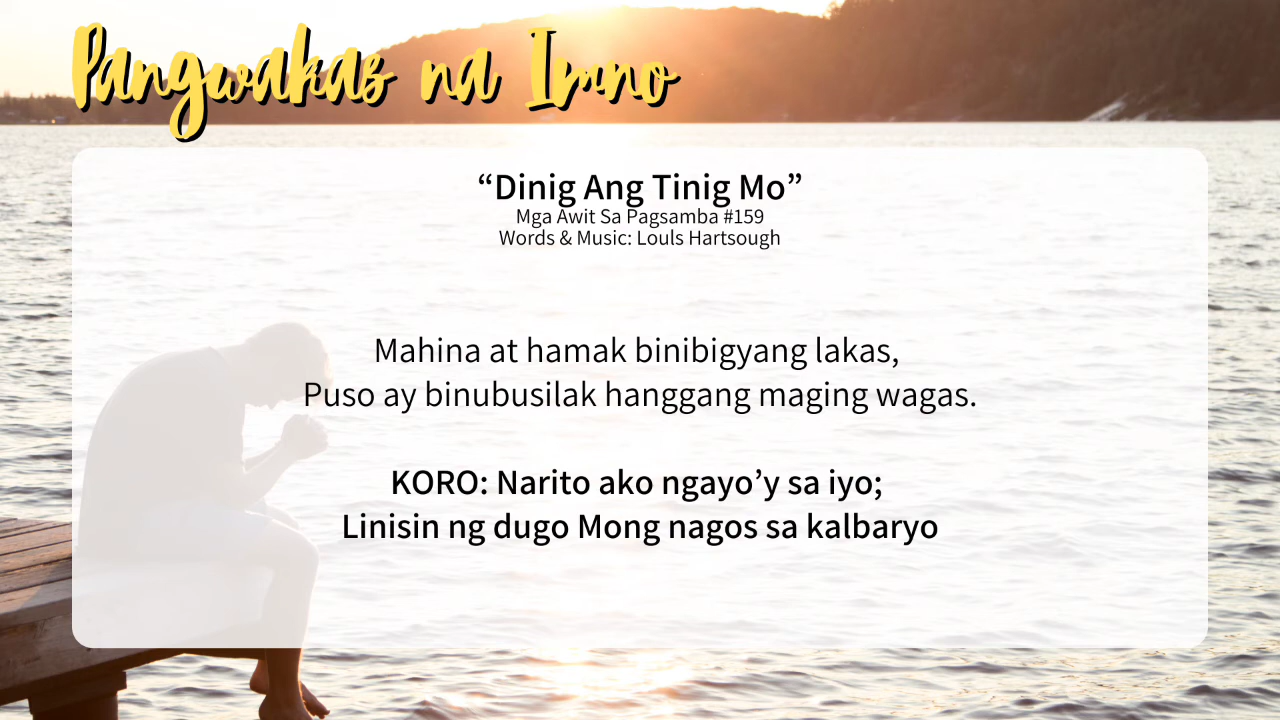 Pangwakas na Imno
“Dinig Ang Tinig Mo”
Mga Awit Sa Pagsamba #159
Words & Music: Louls Hartsough
Mahina at hamak binibigyang lakas,
Puso ay binubusilak hanggang maging wagas.
KORO: Narito ako ngayo’y sa iyo;
Linisin ng dugo Mong nagos sa kalbaryo